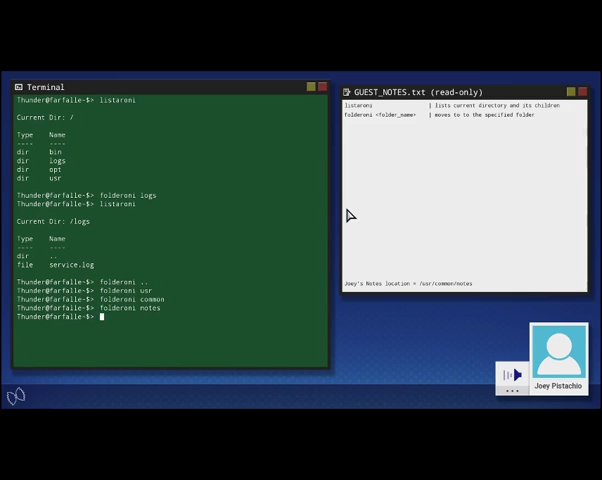 Terminal
Thunder@farfalle-$> listaroni
Current Dir: /
Type Name
---- ----
dir bin
dir logs
dir opt
dir usr
Thunder@farfalle-$> folderoni logs
Thunder@farfalle-$> listaroni
Current Dir: /logs
Type Name
---- ----
dir ..
file service.log
Thunder@farfalle-$> folderoni ..
Thunder@farfalle-$> folderoni usr
Thunder@farfalle-$> folderoni common
Thunder@farfalle-$> folderoni notes
Thunder@farfalle-$>
GUEST_NOTES.txt (read-only)
listaroni | lists current directory and its children
folderoni <folder_name> | moves to to the specified folder
Joey's Notes location = /usr/common/notes
Joey Pistachio